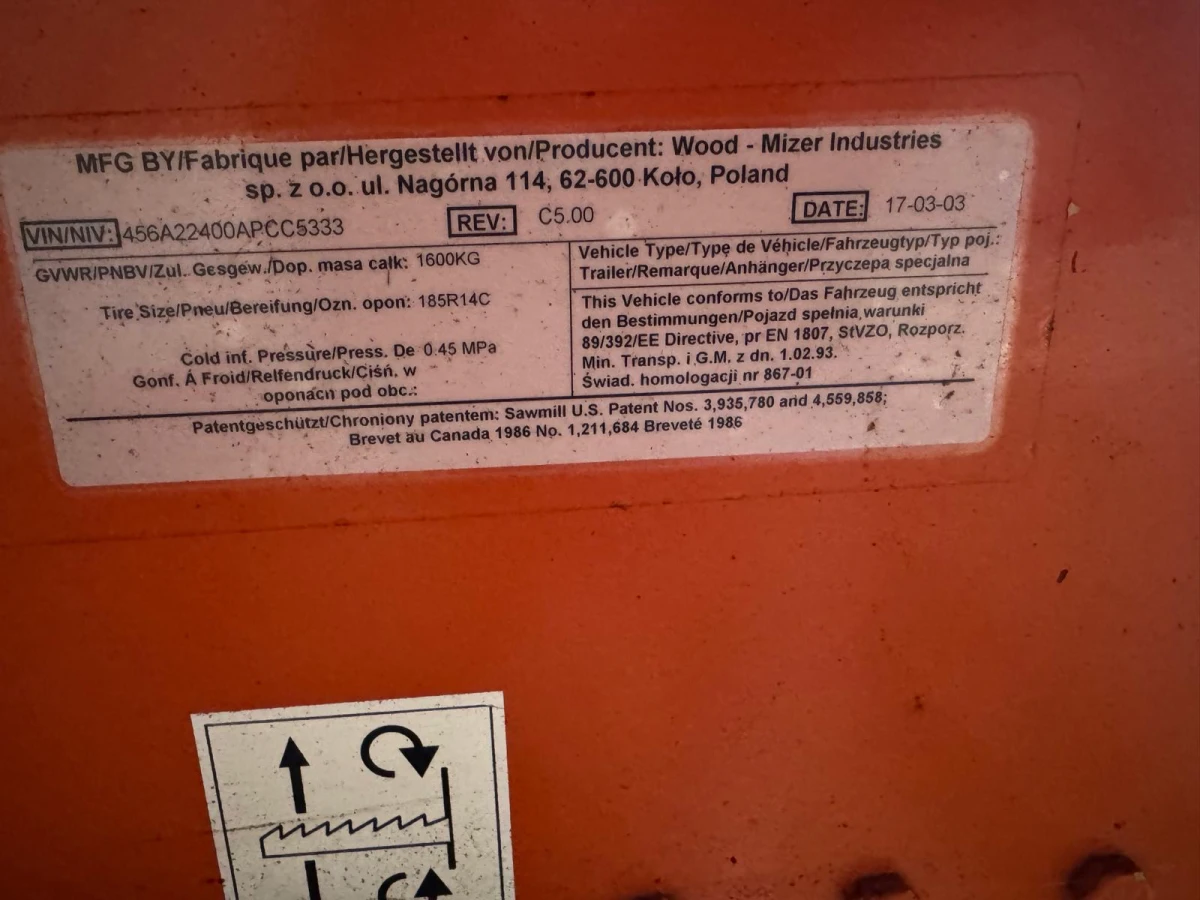 MFG BY/Fabrique par/Hergestellt von/Producent: Wood - Mizer Industries
sp. z o.o. ul. Nagórna 114, 62-600 Koło, Poland
VIN/NIV: 456A22400APCC5333 REV: C5.00 DATE: 17-03-03
GVWR/PNBV/Zul. Gesgew./Dop. masa całk: 1600KG
Tire Size/Pneu/Bereifung/Ozn. opon: 185R14C
Cold inf. Pressure/Press. De 0.45 MPa
Gonf. Á Froid/Relfendruck/Ciśń. w
oponacn pod obc.:
Vehicle Type/Type de Véhicle/Fahrzeugtyp/Typ poj.:
Trailer/Remarque/Anhänger/Przyczepa specjalna
This Vehicle conforms to/Das Fahrzeug entspricht
den Bestimmungen/Pojazd spełnia warunki
89/392/EE Directive, pr EN 1807, StVZO, Rozporz.
Min. Transp. i G.M. z dn. 1.02.93.
Świad. homologacji nr 867-01
Patentgeschützt/Chroniony patentem: Sawmill U.S. Patent Nos. 3,935,780 and 4,559,858;
Brevet au Canada 1986 No. 1,211,684 Breveté 1986